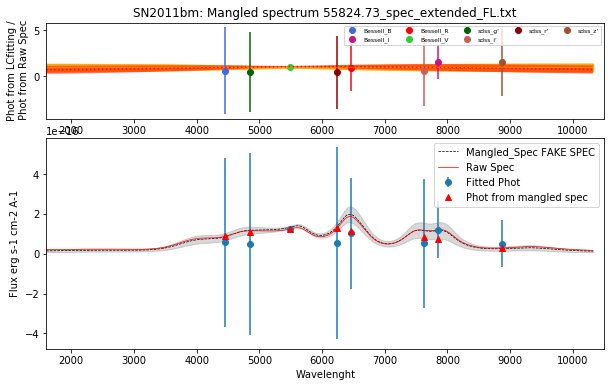 SN2011bm: Mangled spectrum 55824.73_spec_extended_FL.txt
Phot from LCfitting /
Phot from Raw Spec
5
0
Bessell_B
Bessell_I
Bessell_R
Bessell_V
sdss_g'
sdss_i'
sdss_r'
sdss_z'
2000 3000 4000 5000 6000 7000 8000 9000 10000
1e−16
Flux erg s-1 cm-2 A-1
4
2
0
−2
−4
Mangled_Spec FAKE SPEC
Raw Spec
Fitted Phot
Phot from mangled spec
2000 3000 4000 5000 6000 7000 8000 9000 10000
Wavelenght